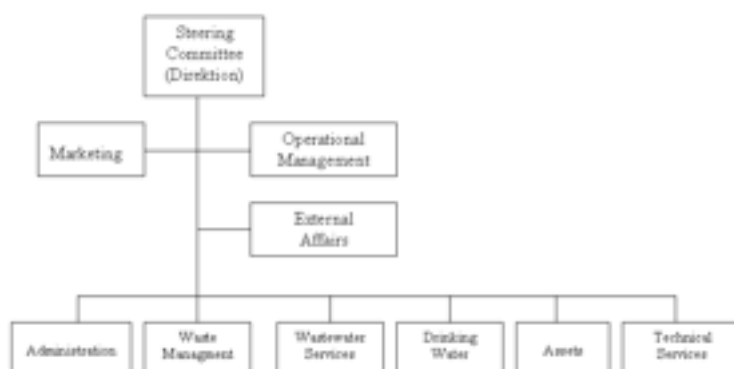 Steering
Committee
(Direktion)
Marketing
Operational
Management
External
Affairs
Administration
Waste
Managment
Wastewater
Services
Drinking
Water
Assets
Technical
Services